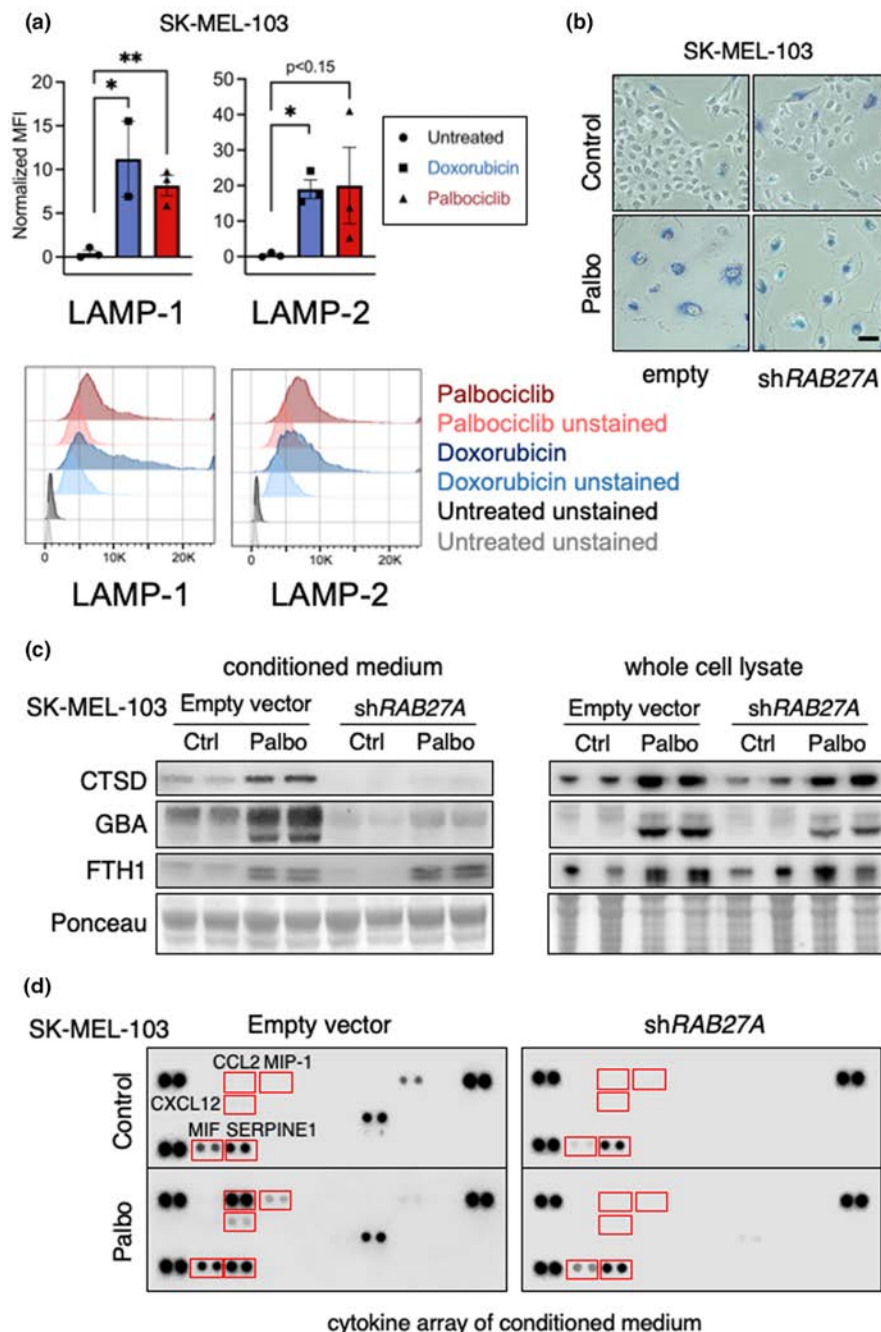 (a)
SK-MEL-103
**
*
20
15
10
5
0
Normalized MFI
LAMP-1
p<0.15
*
50
40
30
20
10
0
LAMP-2
Untreated
Doxorubicin
Palbociclib
0 10K 20K
LAMP-1
0 10K 20K
LAMP-2
Palbociclib
Palbociclib unstained
Doxorubicin
Doxorubicin unstained
Untreated unstained
Untreated unstained
(b)
SK-MEL-103
Control
Palbo
empty shRAB27A
(c)
conditioned medium whole cell lysate
SK-MEL-103 Empty vector shRAB27A Empty vector shRAB27A
Ctrl Palbo Ctrl Palbo Ctrl Palbo Ctrl Palbo
CTSD
GBA
FTH1
Ponceau
(d)
SK-MEL-103 Empty vector shRAB27A
Control
CCL2 MIP-1
CXCL12
MIF SERPINE1
Palbo
cytokine array of conditioned medium